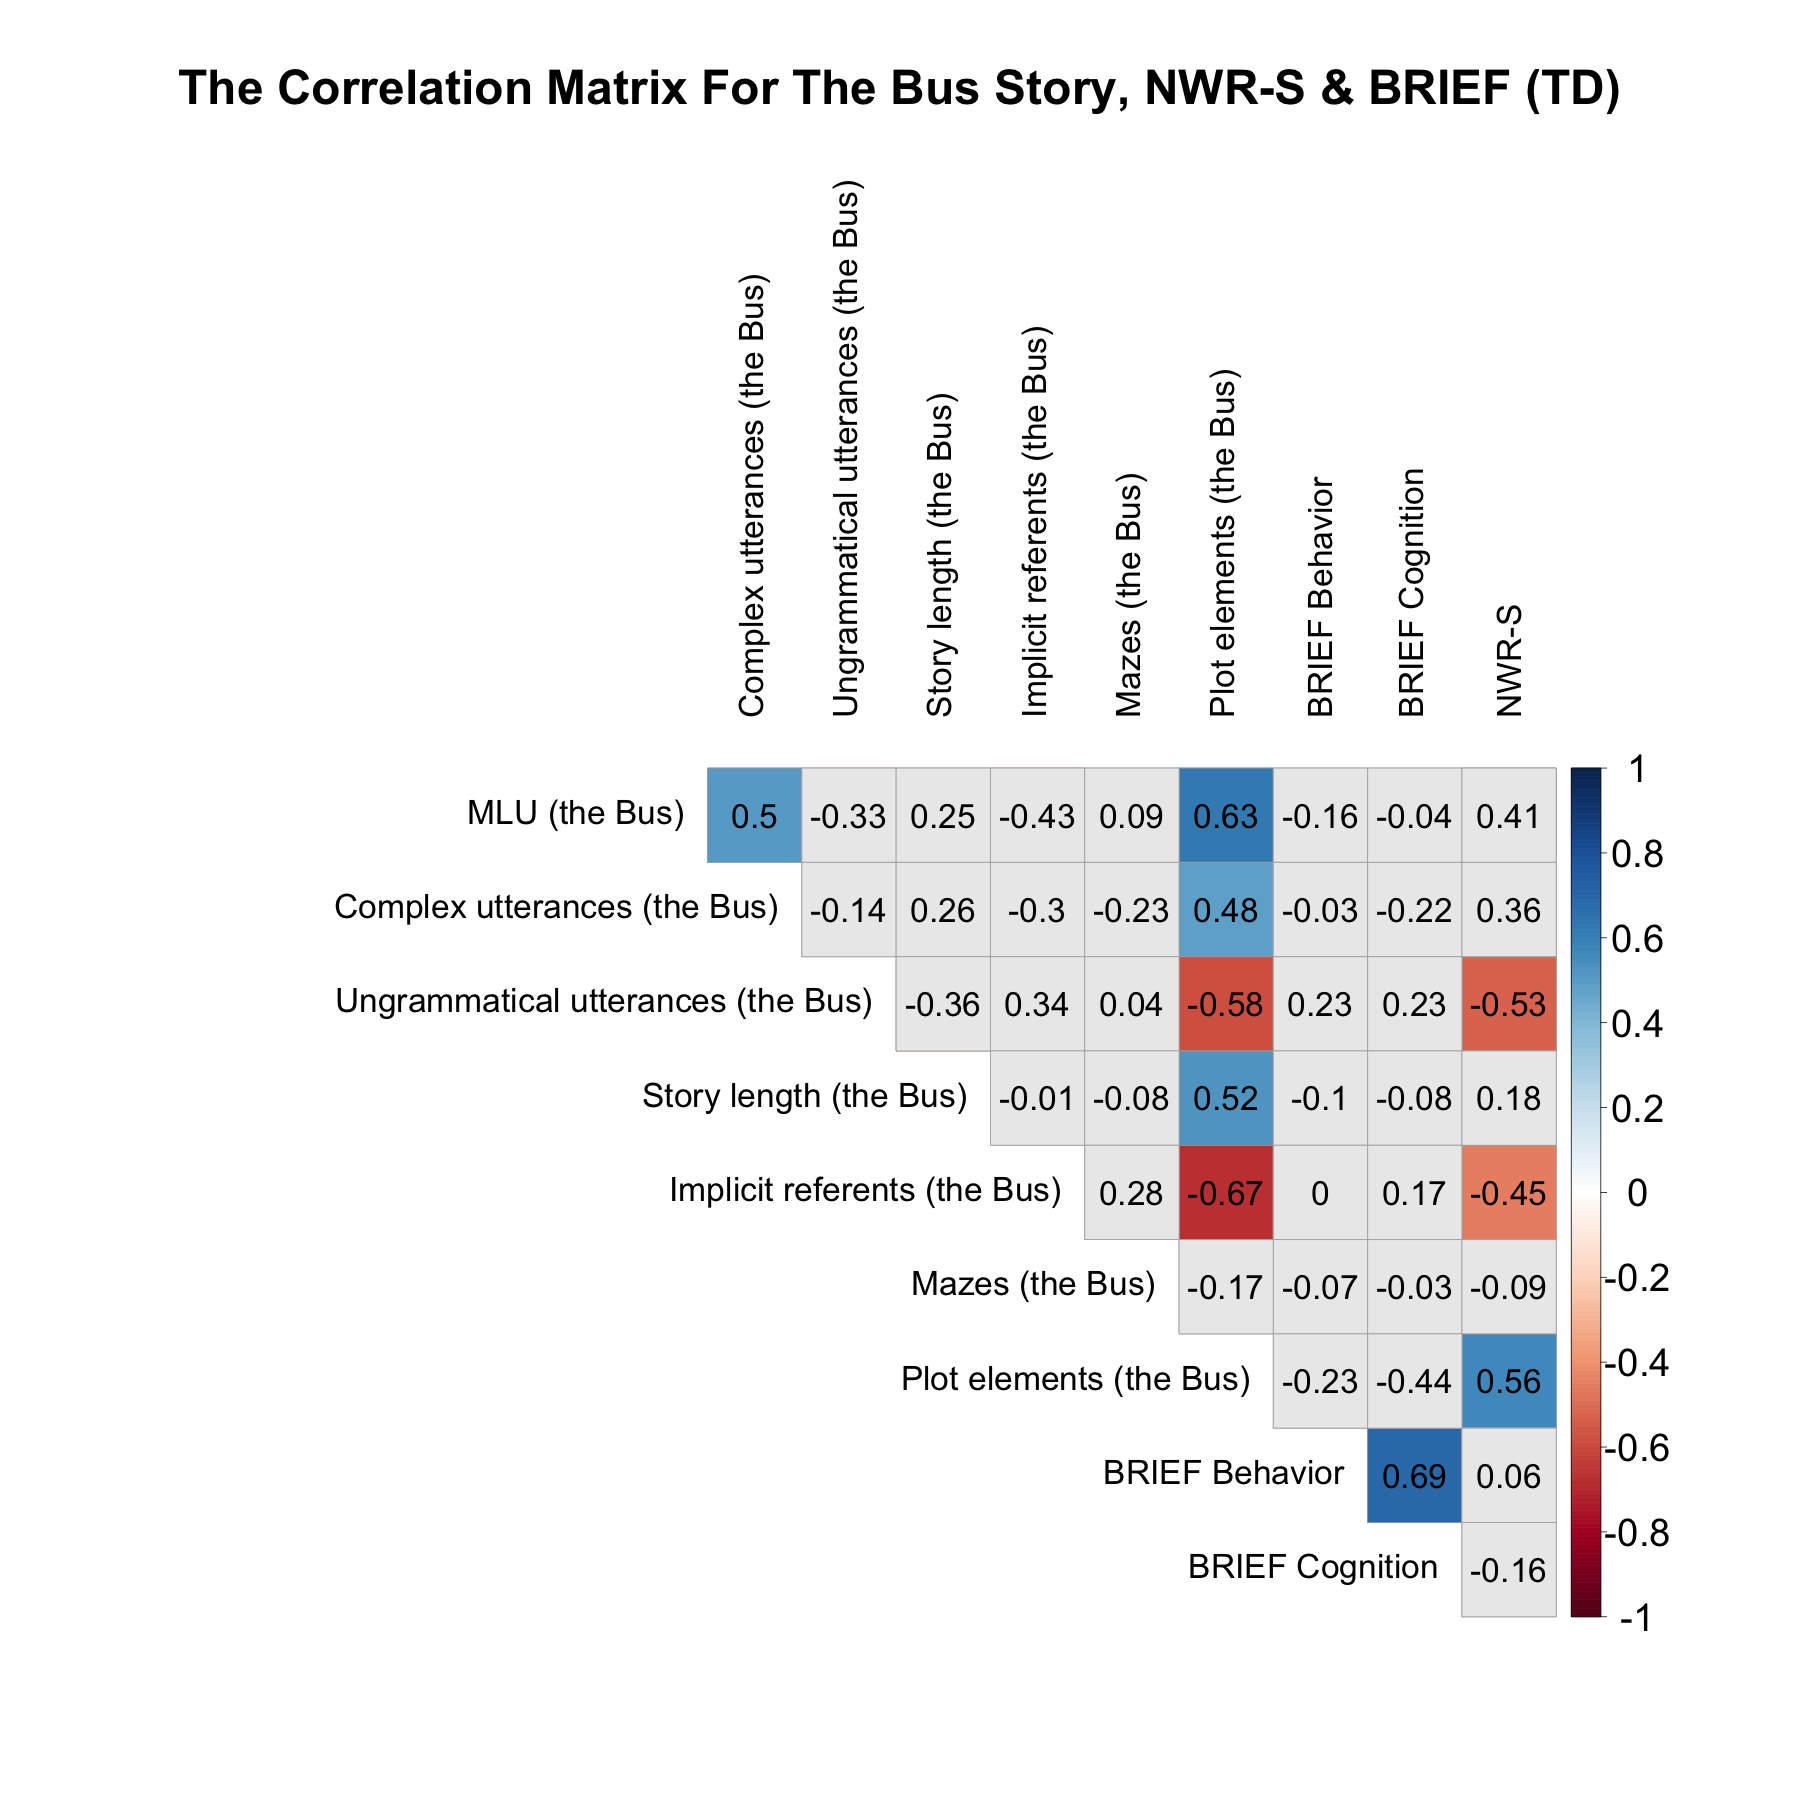 The Correlation Matrix For The Bus Story, NWR-S & BRIEF (TD)
Complex utterances (the Bus)
Ungrammatical utterances (the Bus)
Story length (the Bus)
Implicit referents (the Bus)
Mazes (the Bus)
Plot elements (the Bus)
BRIEF Behavior
BRIEF Cognition
NWR-S
MLU (the Bus) 0.5 -0.33 0.25 -0.43 0.09 0.63 -0.16 -0.04 0.41
Complex utterances (the Bus) -0.14 0.26 -0.3 -0.23 0.48 -0.03 -0.22 0.36
Ungrammatical utterances (the Bus) -0.36 0.34 0.04 -0.58 0.23 0.23 -0.53
Story length (the Bus) -0.01 -0.08 0.52 -0.1 -0.08 0.18
Implicit referents (the Bus) 0.28 -0.67 0 0.17 -0.45
Mazes (the Bus) -0.17 -0.07 -0.03 -0.09
Plot elements (the Bus) -0.23 -0.44 0.56
BRIEF Behavior 0.69 0.06
BRIEF Cognition -0.16
1
0.8
0.6
0.4
0.2
0
-0.2
-0.4
-0.6
-0.8
-1